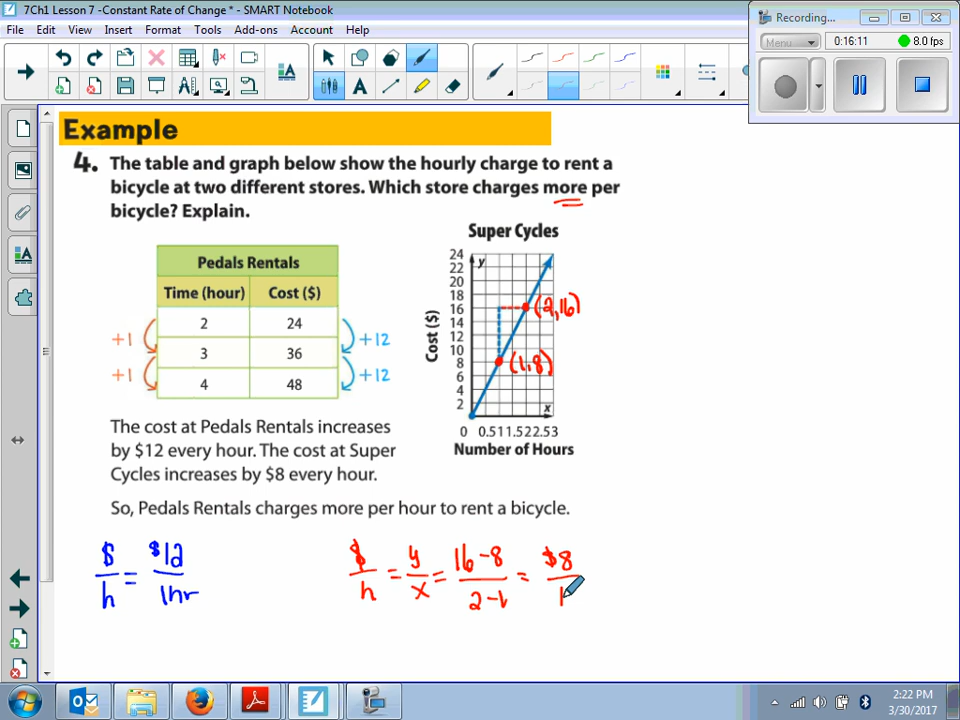 7Ch1 Lesson 7 -Constant Rate of Change * - SMART Notebook
File Edit View Insert Format Tools Add-ons Account Help
Recording...
0:16:11 8.0 fps
Menu
Example
4. The table and graph below show the hourly charge to rent a
bicycle at two different stores. Which store charges more per
bicycle? Explain.
Pedals Rentals
Time (hour) Cost ($)
2 24
3 36
4 48
+1 +12
+1 +12
Super Cycles
24
22
20
18
16
14
12
10
8
6
4
2
y
x
Cost ($)
(2,16)
(1,8)
0 0.511.522.53
Number of Hours
The cost at Pedals Rentals increases
by $12 every hour. The cost at Super
Cycles increases by $8 every hour.
So, Pedals Rentals charges more per hour to rent a bicycle.
$/h = $12/1hr
$/h = y/x = 16-8/2-1 = $8/1
2:22 PM
3/30/2017